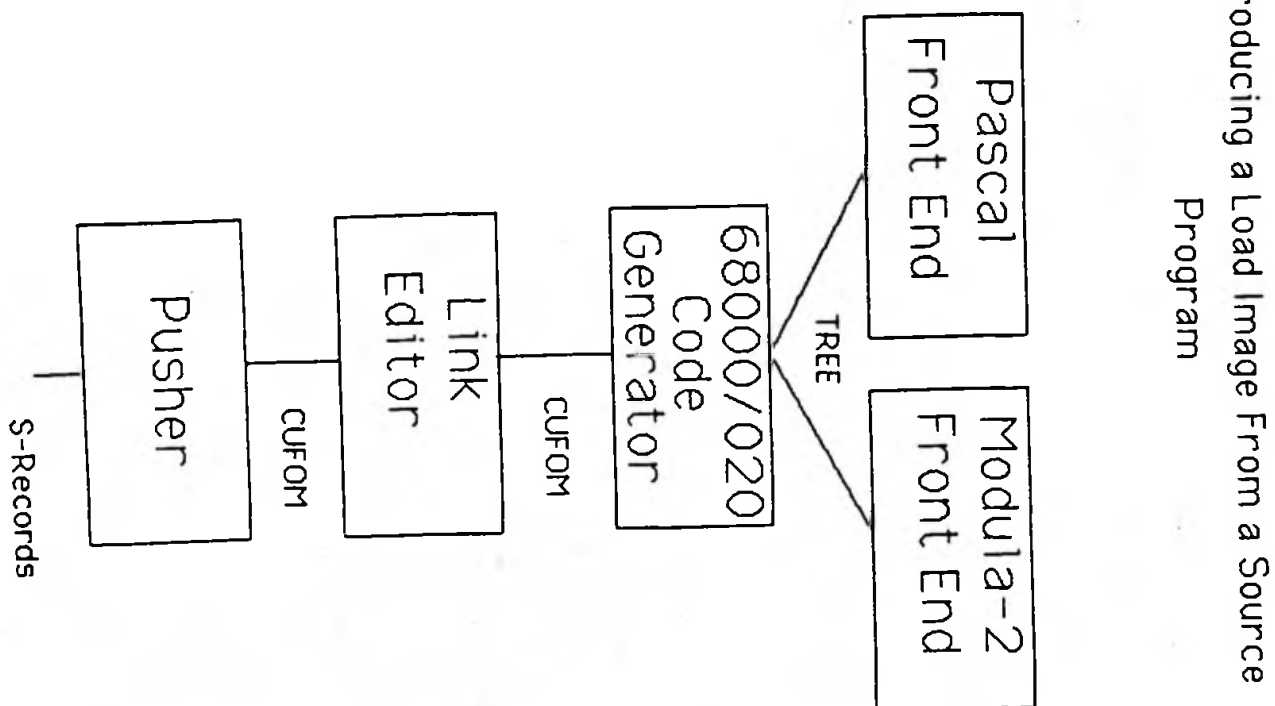 roducing a Load Image From a Source
Program
Pascal
Front End
Modula-2
Front End
TREE
68000/020
Code
Generator
CUFOM
Link
Editor
CUFOM
Pusher
S-Records